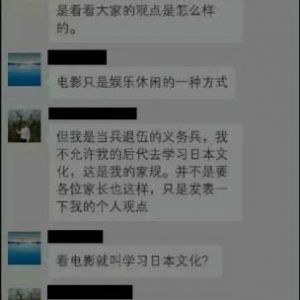 是看看大家的观点是怎么样
的。
电影只是娱乐休闲的一种方式
但我是当兵退伍的义务兵，我
不允许我的后代去学习日本文
化，这是我的家规。并不是要
各位家长也这样，只是发表一
下我的个人观点
看电影就叫学习日本文化？